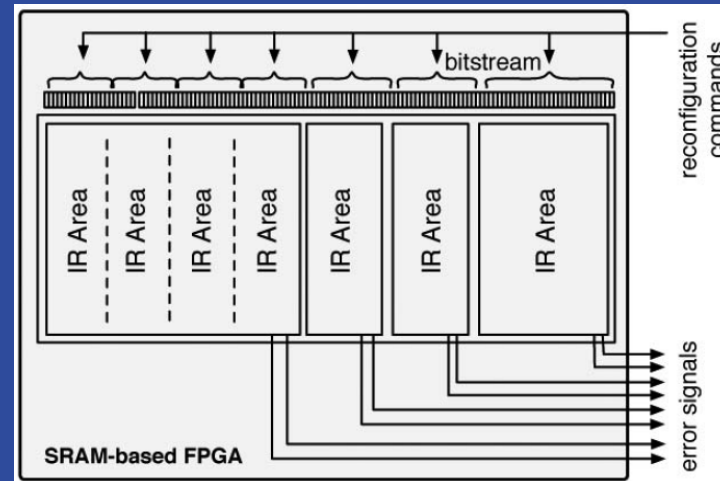 bitstream
reconfiguration
commands
IR Area
IR Area
IR Area
IR Area
IR Area
IR Area
IR Area
error signals
SRAM-based FPGA